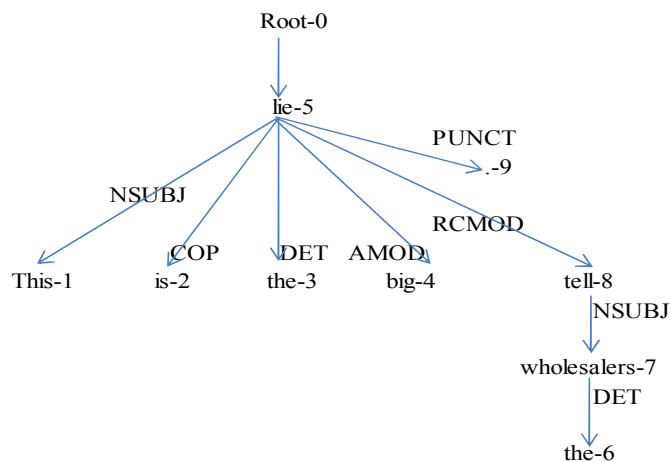 Root-0
lie-5
PUNCT
.-9
NSUBJ
RCMOD
COP
DET
AMOD
This-1
is-2
the-3
big-4
tell-8
NSUBJ
wholesalers-7
DET
the-6